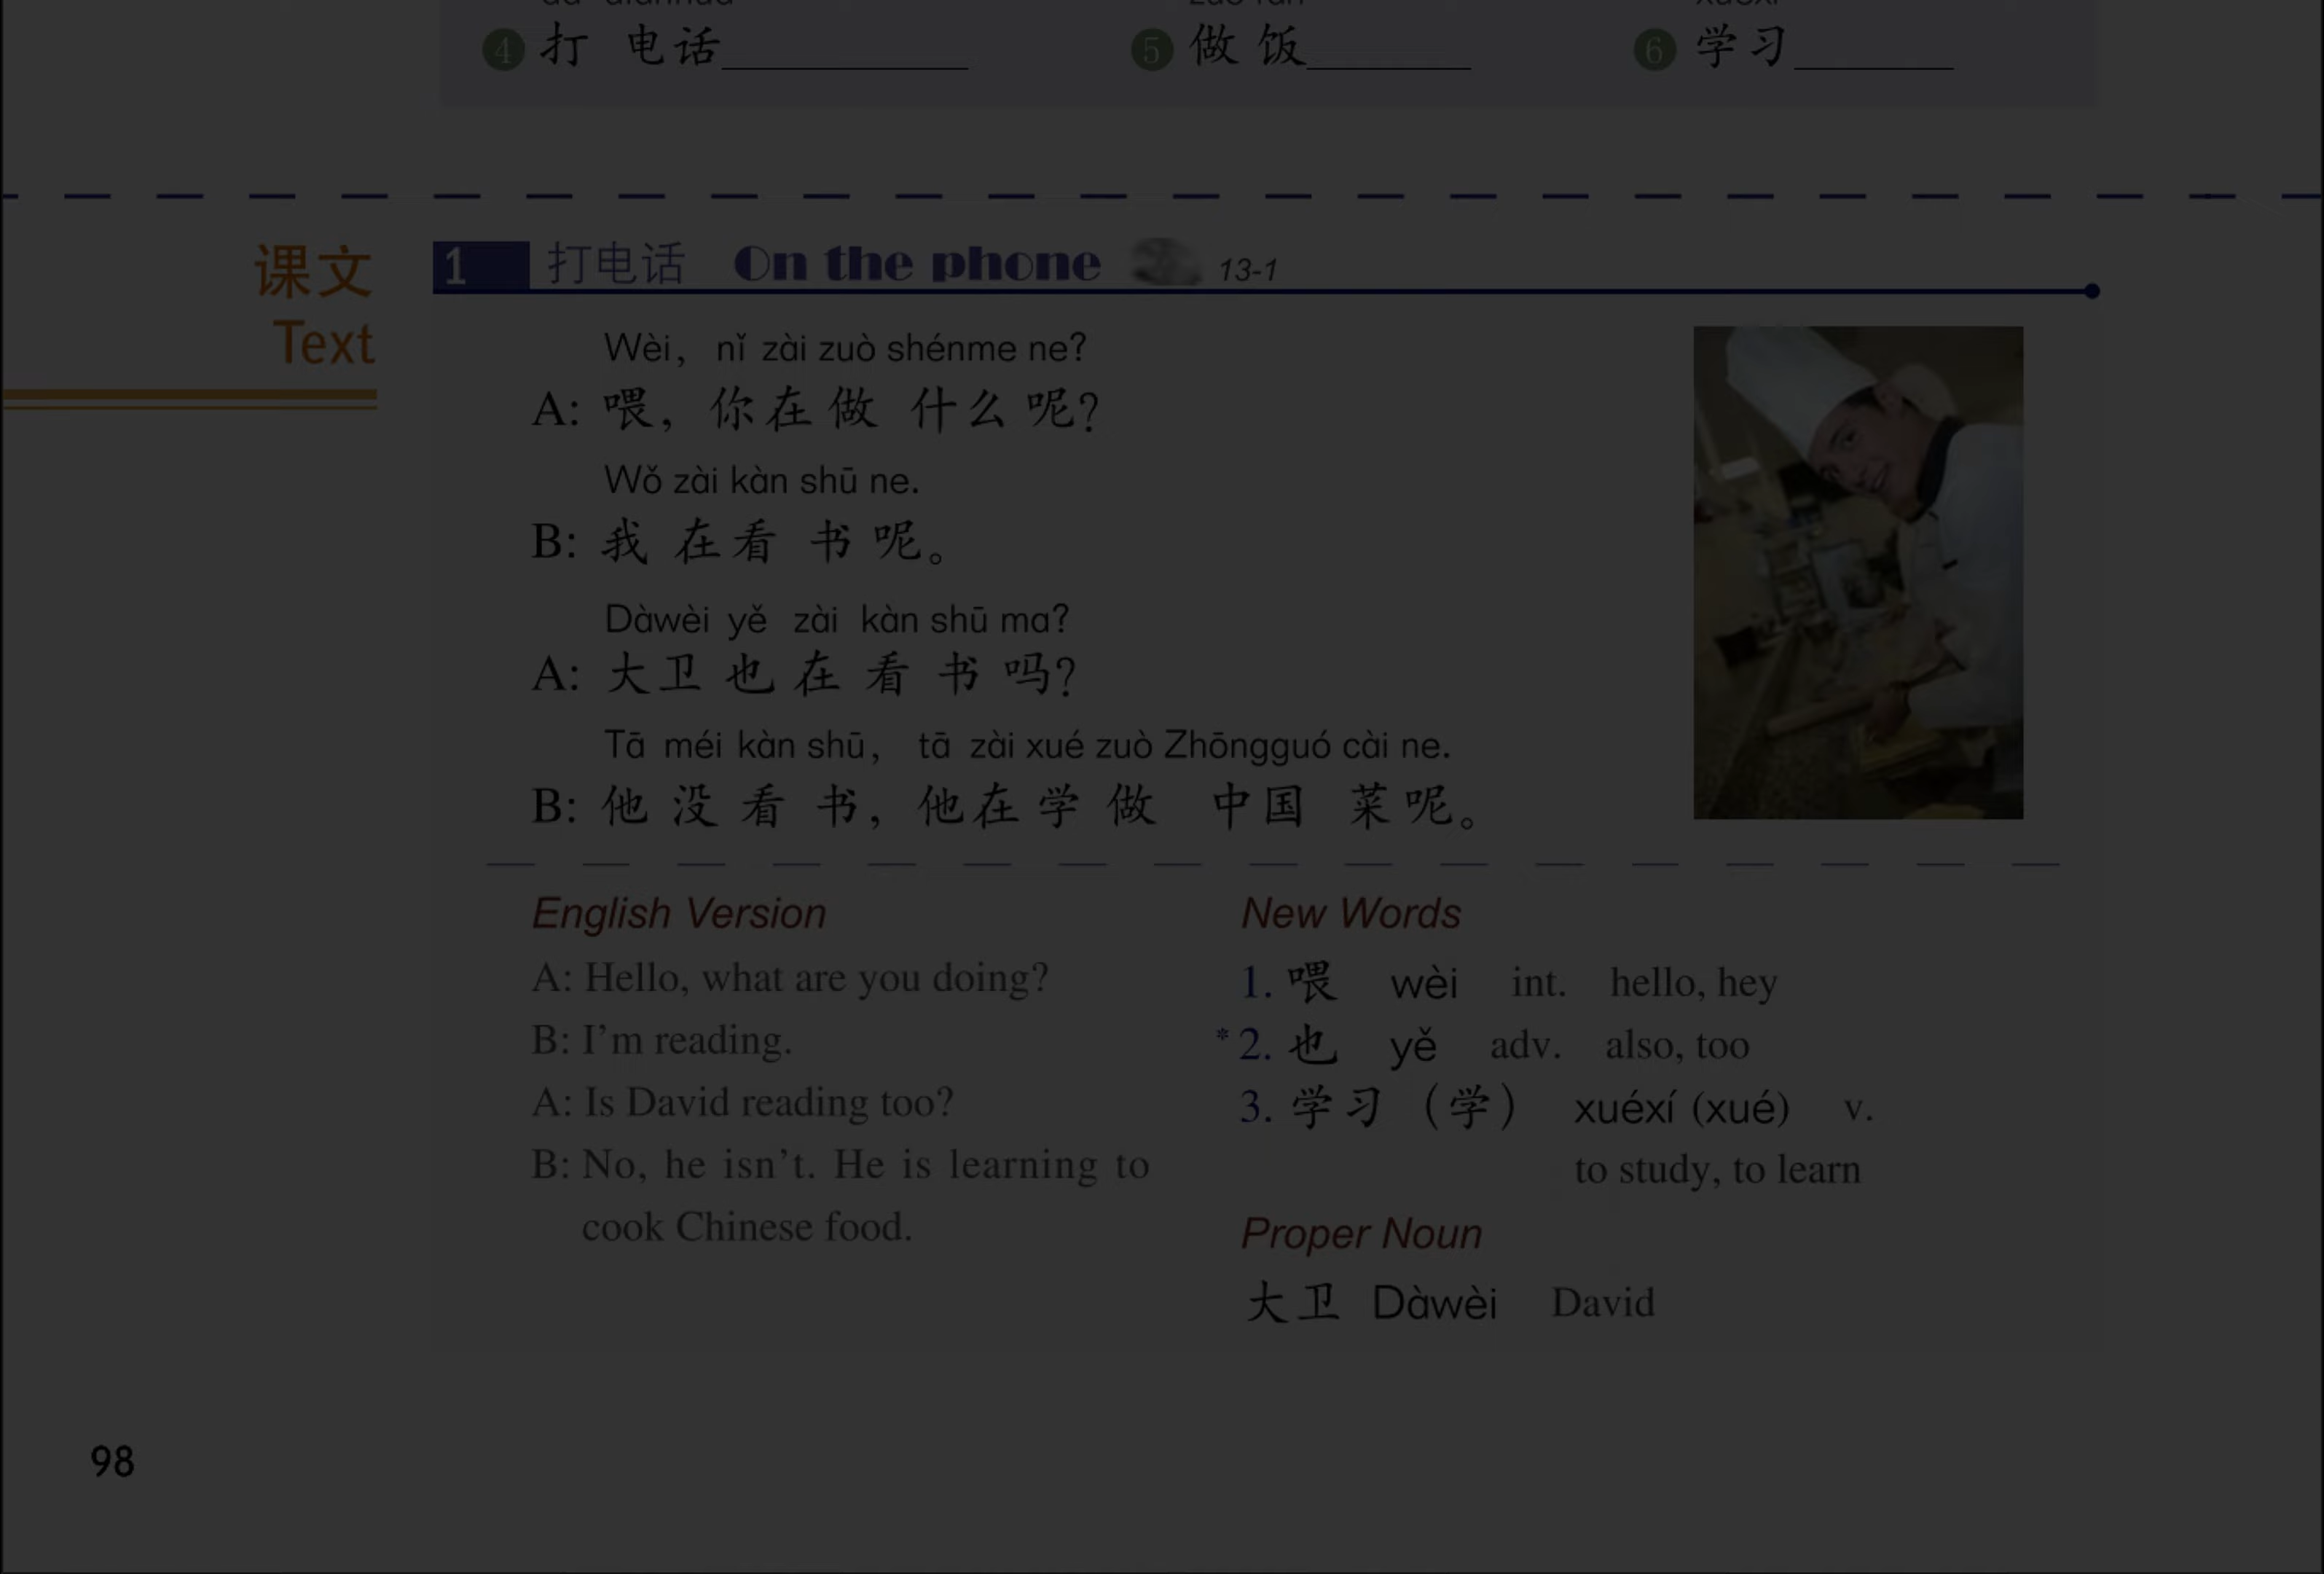 4 打 电话
5 做 饭
6 学习
课文
Text
1 打电话 On the phone 13-1
Wèi, nǐ zài zuò shénme ne?
A: 喂, 你在做 什么 呢?
Wǒ zài kàn shū ne.
B: 我 在看 书 呢。
Dàwèi yě zài kàn shū ma?
A: 大卫 也 在 看 书 吗?
Tā méi kàn shū, tā zài xué zuò Zhōngguó cài ne.
B: 他 没 看 书, 他在 学 做 中国 菜呢。
English Version
A: Hello, what are you doing?
B: I’m reading.
A: Is David reading too?
B: No, he isn’t. He is learning to
cook Chinese food.
New Words
1. 喂 wèi int. hello, hey
*2. 也 yě adv. also, too
3. 学习（学） xuéxí (xué) v.
to study, to learn
Proper Noun
大卫 Dàwèi David
98